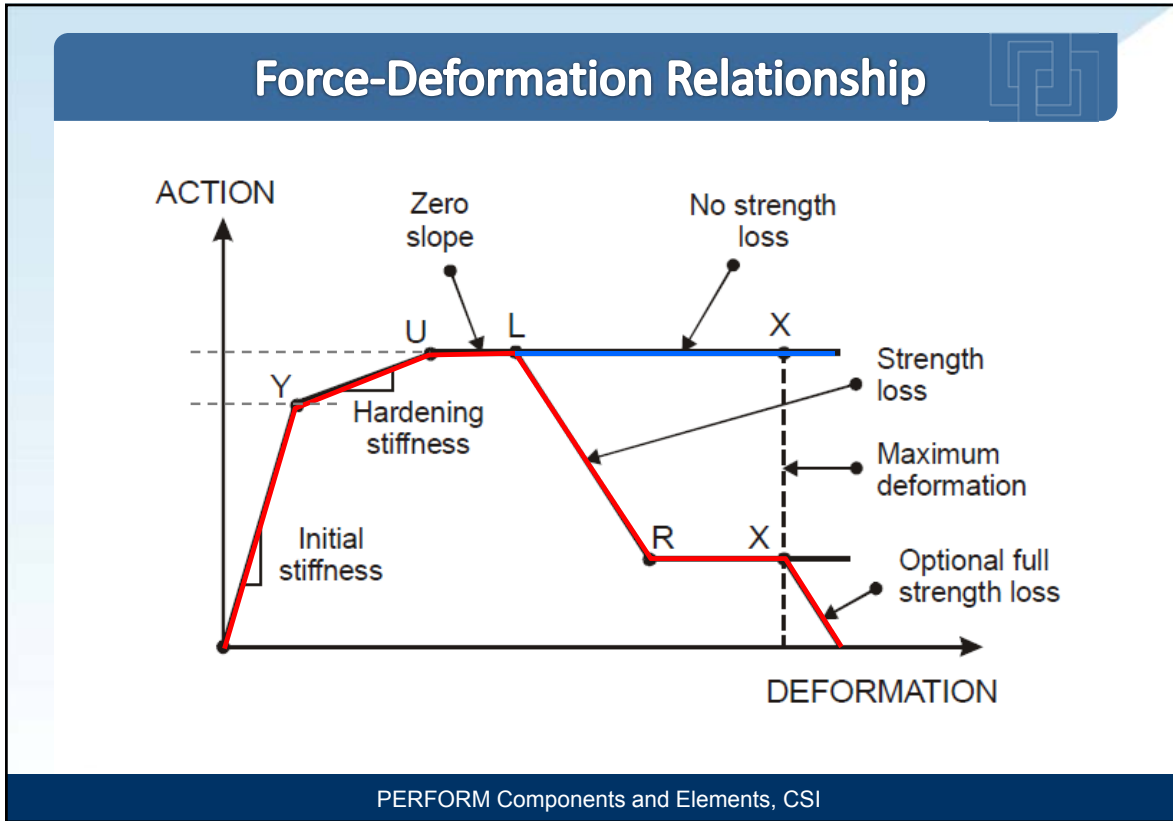 Force-Deformation Relationship
ACTION
Zero
slope
No strength
loss
U
L
X
Y
Strength
loss
Hardening
stiffness
Maximum
deformation
Initial
stiffness
R
X
Optional full
strength loss
DEFORMATION
PERFORM Components and Elements, CSI